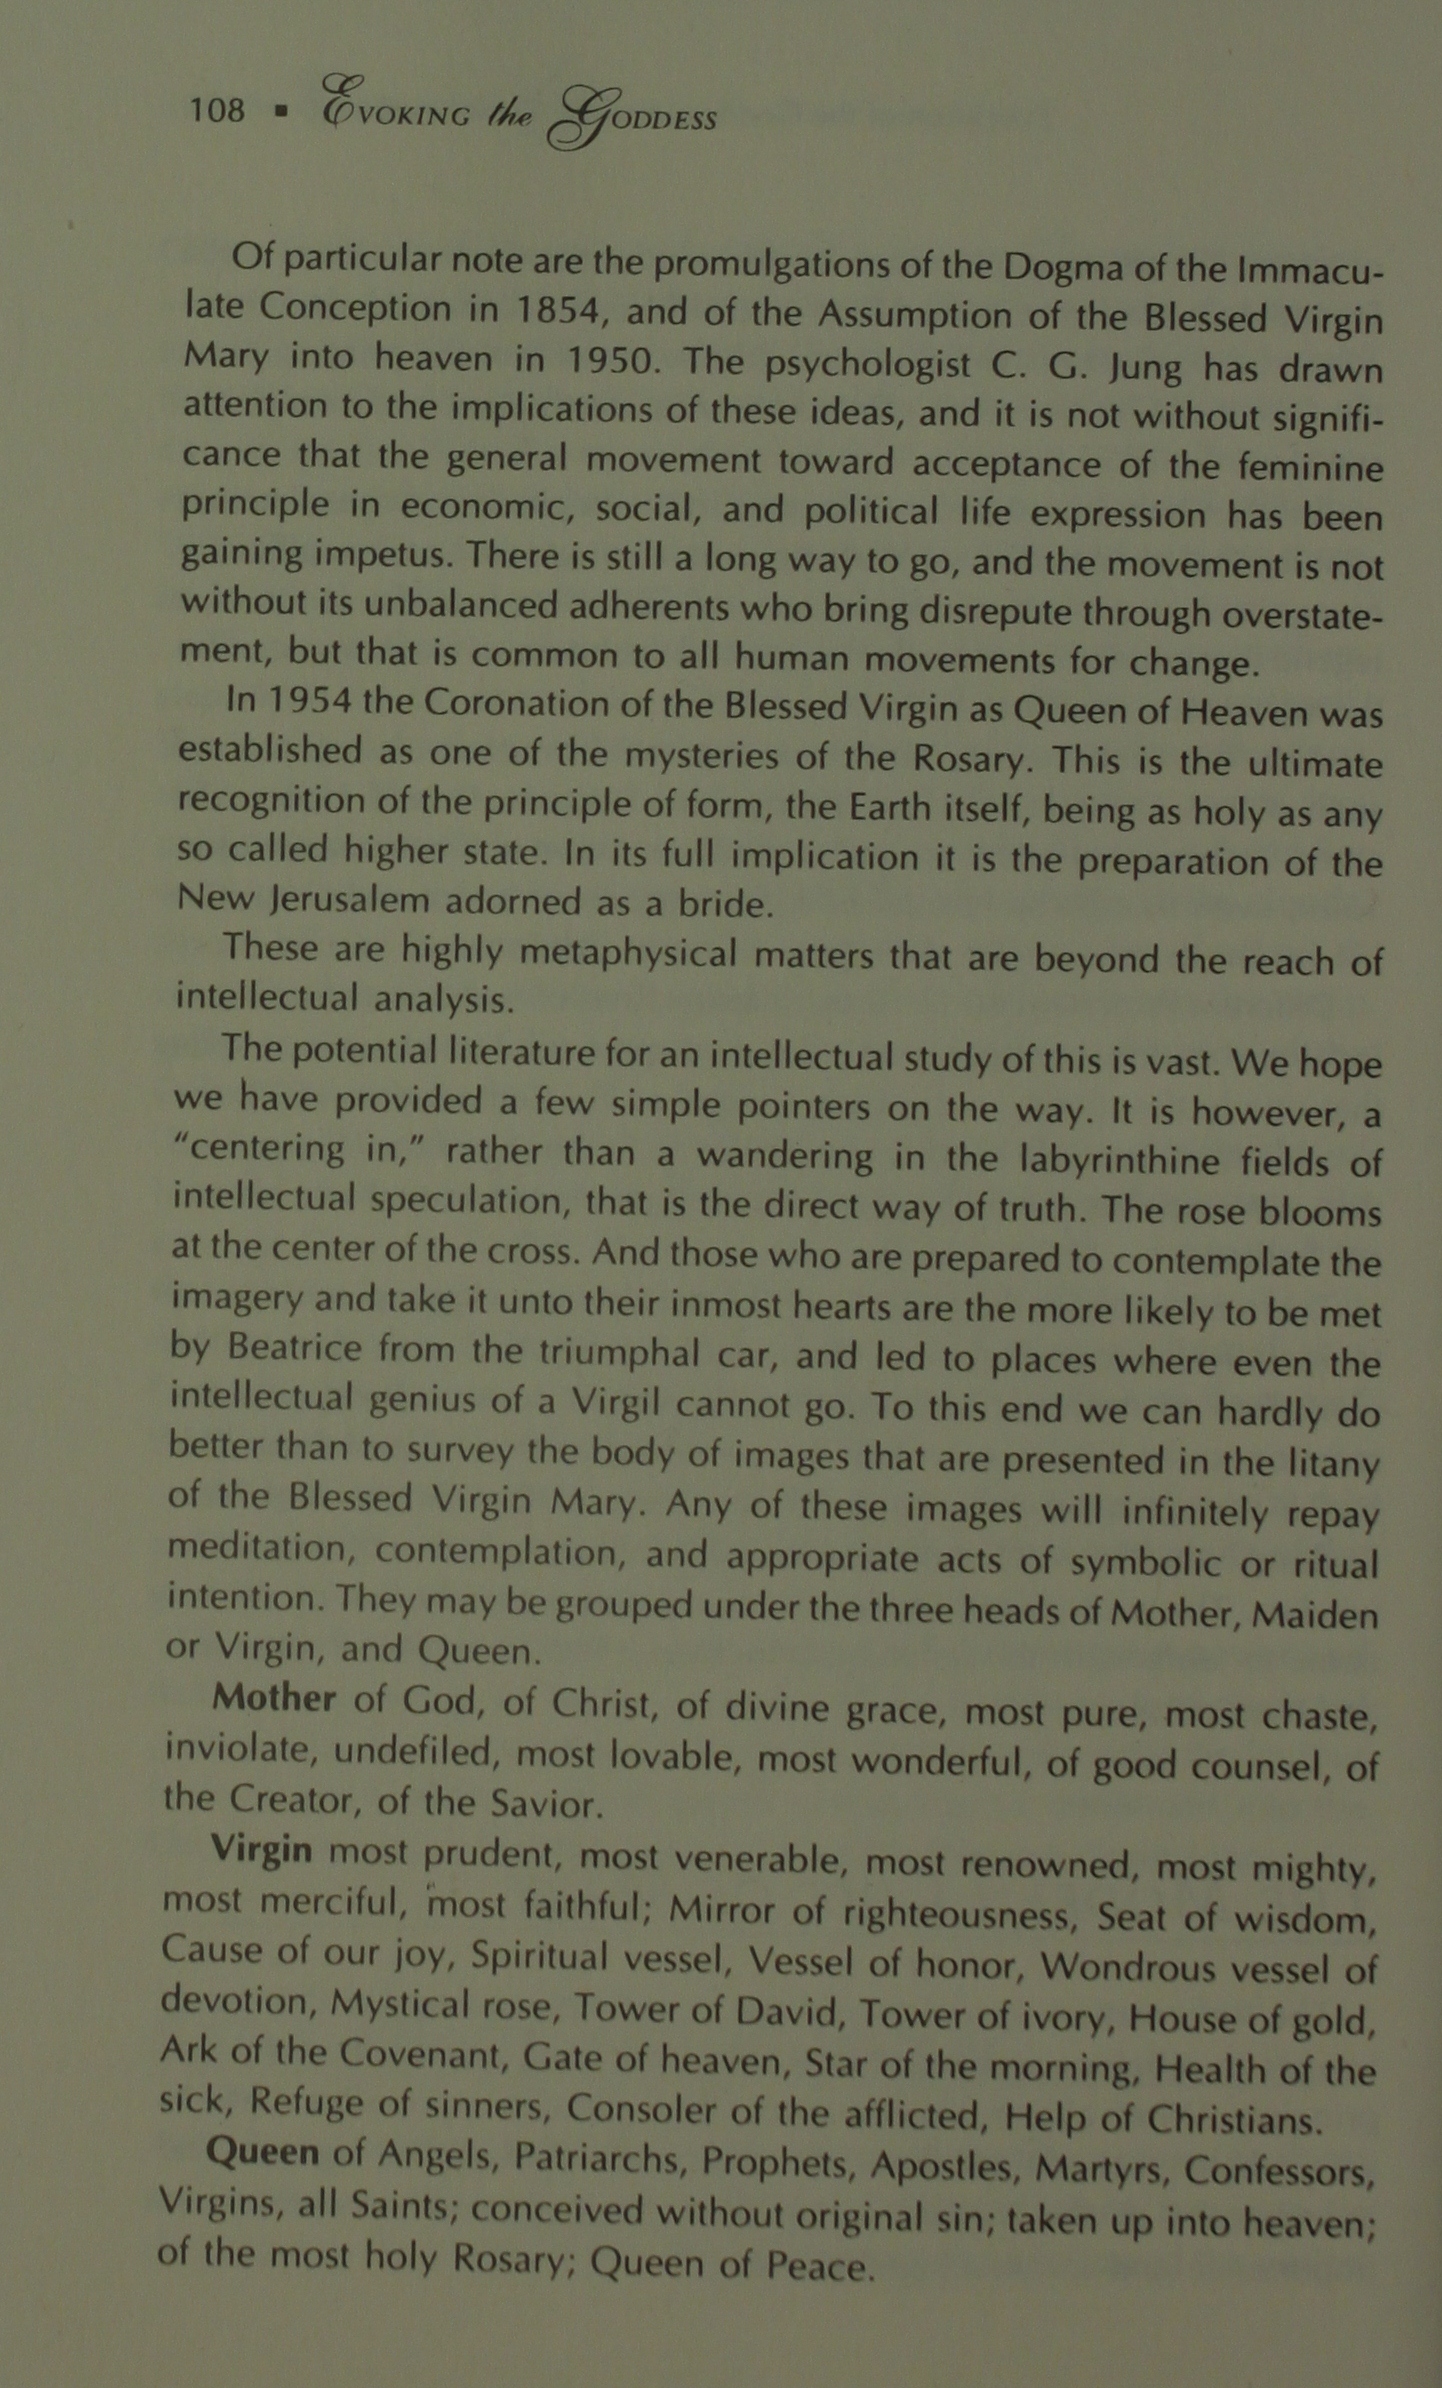 108 ▪ Evoking the Goddess
Of particular note are the promulgations of the Dogma of the Immacu-
late Conception in 1854, and of the Assumption of the Blessed Virgin
Mary into heaven in 1950. The psychologist C. G. Jung has drawn
attention to the implications of these ideas, and it is not without signifi-
cance that the general movement toward acceptance of the feminine
principle in economic, social, and political life expression has been
gaining impetus. There is still a long way to go, and the movement is not
without its unbalanced adherents who bring disrepute through overstate-
ment, but that is common to all human movements for change.
In 1954 the Coronation of the Blessed Virgin as Queen of Heaven was
established as one of the mysteries of the Rosary. This is the ultimate
recognition of the principle of form, the Earth itself, being as holy as any
so called higher state. In its full implication it is the preparation of the
New Jerusalem adorned as a bride.
These are highly metaphysical matters that are beyond the reach of
intellectual analysis.
The potential literature for an intellectual study of this is vast. We hope
we have provided a few simple pointers on the way. It is however, a
“centering in,” rather than a wandering in the labyrinthine fields of
intellectual speculation, that is the direct way of truth. The rose blooms
at the center of the cross. And those who are prepared to contemplate the
imagery and take it unto their inmost hearts are the more likely to be met
by Beatrice from the triumphal car, and led to places where even the
intellectual genius of a Virgil cannot go. To this end we can hardly do
better than to survey the body of images that are presented in the litany
of the Blessed Virgin Mary. Any of these images will infinitely repay
meditation, contemplation, and appropriate acts of symbolic or ritual
intention. They may be grouped under the three heads of Mother, Maiden
or Virgin, and Queen.
Mother of God, of Christ, of divine grace, most pure, most chaste,
inviolate, undefiled, most lovable, most wonderful, of good counsel, of
the Creator, of the Savior.
Virgin most prudent, most venerable, most renowned, most mighty,
most merciful, most faithful; Mirror of righteousness, Seat of wisdom,
Cause of our joy, Spiritual vessel, Vessel of honor, Wondrous vessel of
devotion, Mystical rose, Tower of David, Tower of ivory, House of gold,
Ark of the Covenant, Gate of heaven, Star of the morning, Health of the
sick, Refuge of sinners, Consoler of the afflicted, Help of Christians.
Queen of Angels, Patriarchs, Prophets, Apostles, Martyrs, Confessors,
Virgins, all Saints; conceived without original sin; taken up into heaven;
of the most holy Rosary; Queen of Peace.